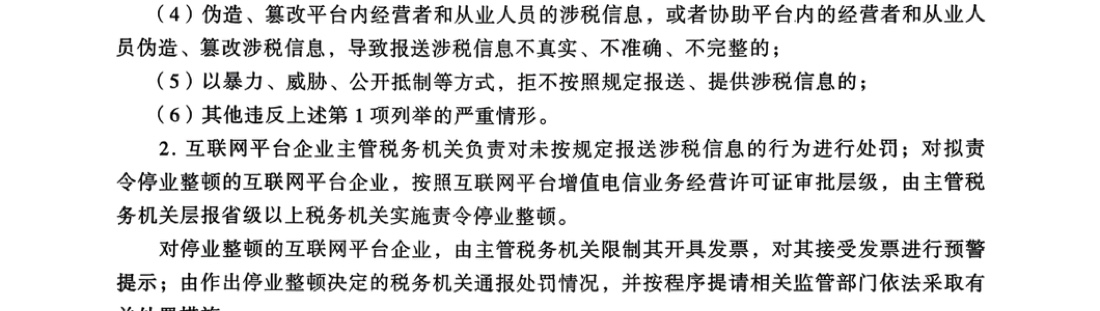 （4）伪造、篡改平台内经营者和从业人员的涉税信息，或者协助平台内的经营者和从业人
员伪造、篡改涉税信息，导致报送涉税信息不真实、不准确、不完整的；
（5）以暴力、威胁、公开抵制等方式，拒不按照规定报送、提供涉税信息的；
（6）其他违反上述第 1 项列举的严重情形。
2. 互联网平台企业主管税务机关负责对未按规定报送涉税信息的行为进行处罚；对拟责
令停业整顿的互联网平台企业，按照互联网平台增值电信业务经营许可证审批层级，由主管税
务机关层报省级以上税务机关实施责令停业整顿。
对停业整顿的互联网平台企业，由主管税务机关限制其开具发票，对其接受发票进行预警
提示；由作出停业整顿决定的税务机关通报处罚情况，并按程序提请相关监管部门依法采取有